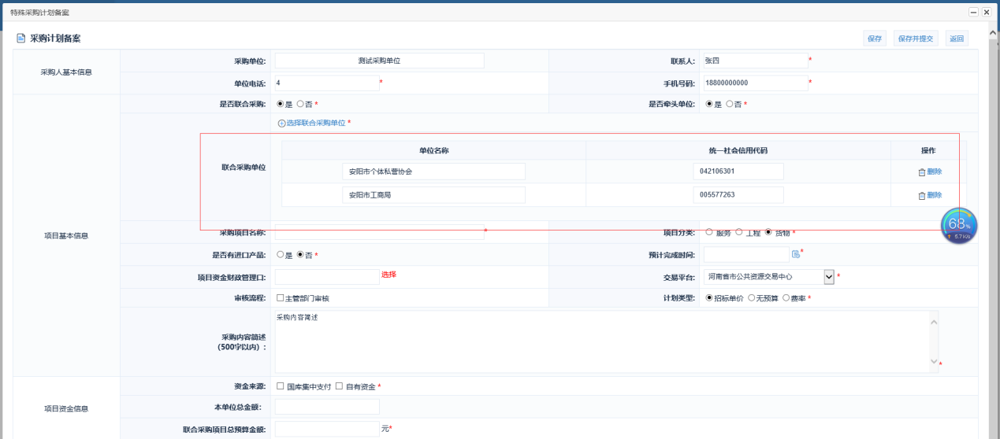 特殊采购计划备案
采购计划备案
保存 保存并提交 返回
采购人基本信息
采购单位: 测试采购单位 联系人: 张四 *
单位电话: 4 * 手机号码: 18800000000 *
项目基本信息
是否联合采购: 是 否 * 是否牵头单位: 是 否 *
选择联合采购单位 *
联合采购单位
单位名称 统一社会信用代码 操作
安阳市个体私营协会 042106301 删除
安阳市工商局 005577263 删除
采购项目名称: * 项目分类: 服务 工程 货物 *
是否有进口产品: 是 否 * 预计完成时间: *
项目资金财政管理口: 选择 交易平台: 河南省市公共资源交易中心 *
审核流程: 主管部门审核 计划类型: 招标单价 无预算 费率 *
采购内容简述
(500字以内) : 采购内容简述 *
项目资金信息
资金来源: 国库集中支付 自有资金 *
本单位总金额:
联合采购项目总预算金额: 元*
68%
5.7k/s